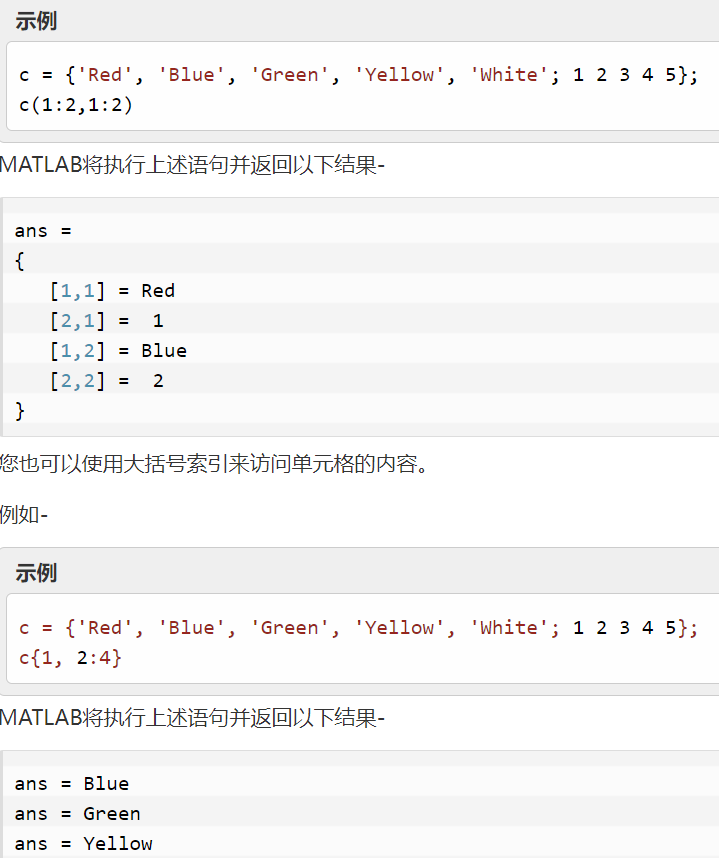 示例
c = {'Red', 'Blue', 'Green', 'Yellow', 'White'; 1 2 3 4 5};
c(1:2,1:2)
MATLAB将执行上述语句并返回以下结果-
ans =
{
   [1,1] = Red
   [2,1] =  1
   [1,2] = Blue
   [2,2] =  2
}
您也可以使用大括号索引来访问单元格的内容。
例如-
示例
c = {'Red', 'Blue', 'Green', 'Yellow', 'White'; 1 2 3 4 5};
c{1, 2:4}
MATLAB将执行上述语句并返回以下结果-
ans = Blue
ans = Green
ans = Yellow